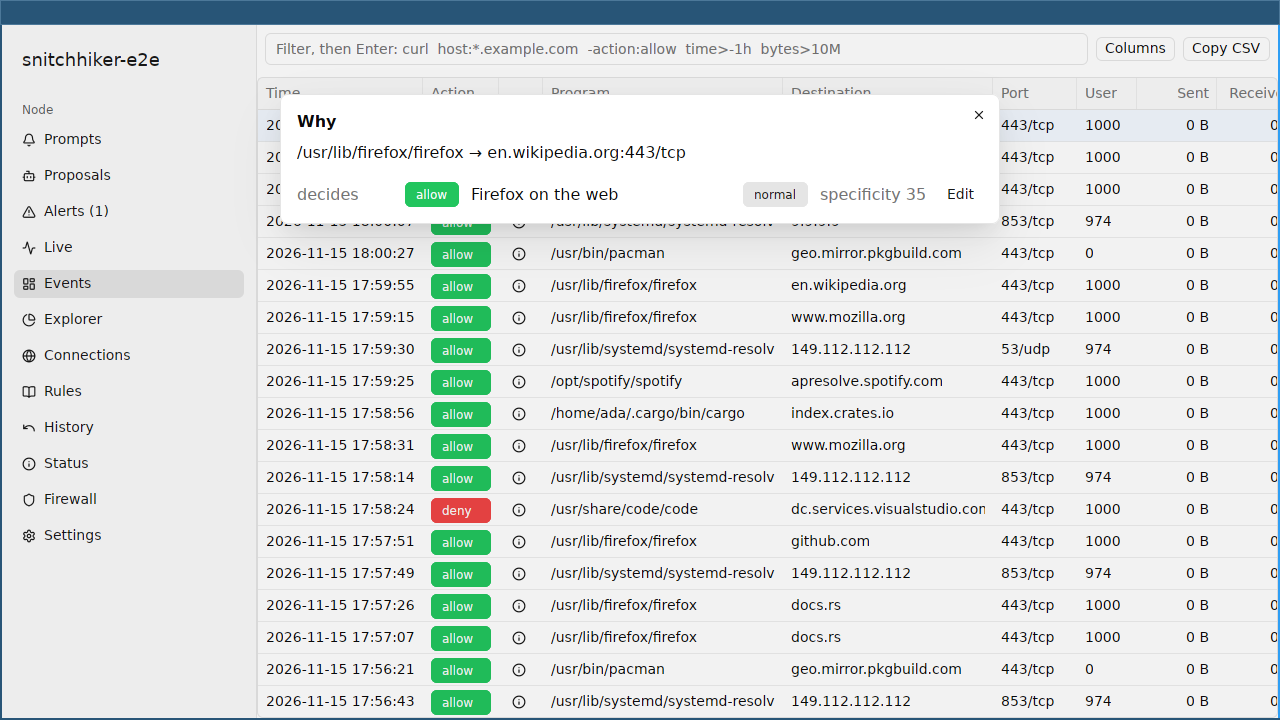 snitchhiker-e2e
Node
Prompts
Proposals
Alerts (1)
Live
Events
Explorer
Connections
Rules
History
Status
Firewall
Settings
Filter, then Enter: curl host:*.example.com -action:allow time>-1h bytes>10M
Columns
Copy CSV
Time Action Program Destination Port User Sent
Why
/usr/lib/firefox/firefox → en.wikipedia.org:443/tcp
decides allow Firefox on the web normal specificity 35 Edit
443/tcp 1000 0 B
443/tcp 1000 0 B
443/tcp 1000 0 B
allow 853/tcp 974 0 B
2026-11-15 18:00:27 allow /usr/bin/pacman geo.mirror.pkgbuild.com 443/tcp 0 0 B
2026-11-15 17:59:55 allow /usr/lib/firefox/firefox en.wikipedia.org 443/tcp 1000 0 B
2026-11-15 17:59:15 allow /usr/lib/firefox/firefox www.mozilla.org 443/tcp 1000 0 B
2026-11-15 17:59:30 allow /usr/lib/systemd/systemd-resolv 149.112.112.112 53/udp 974 0 B
2026-11-15 17:59:25 allow /opt/spotify/spotify apresolve.spotify.com 443/tcp 1000 0 B
2026-11-15 17:58:56 allow /home/ada/.cargo/bin/cargo index.crates.io 443/tcp 1000 0 B
2026-11-15 17:58:31 allow /usr/lib/firefox/firefox www.mozilla.org 443/tcp 1000 0 B
2026-11-15 17:58:14 allow /usr/lib/systemd/systemd-resolv 149.112.112.112 853/tcp 974 0 B
2026-11-15 17:58:24 deny /usr/share/code/code dc.services.visualstudio.con 443/tcp 1000 0 B
2026-11-15 17:57:51 allow /usr/lib/firefox/firefox github.com 443/tcp 1000 0 B
2026-11-15 17:57:49 allow /usr/lib/systemd/systemd-resolv 149.112.112.112 853/tcp 974 0 B
2026-11-15 17:57:26 allow /usr/lib/firefox/firefox docs.rs 443/tcp 1000 0 B
2026-11-15 17:57:07 allow /usr/lib/firefox/firefox docs.rs 443/tcp 1000 0 B
2026-11-15 17:56:21 allow /usr/bin/pacman geo.mirror.pkgbuild.com 443/tcp 0 0 B
2026-11-15 17:56:43 allow /usr/lib/systemd/systemd-resolv 149.112.112.112 853/tcp 974 0 B